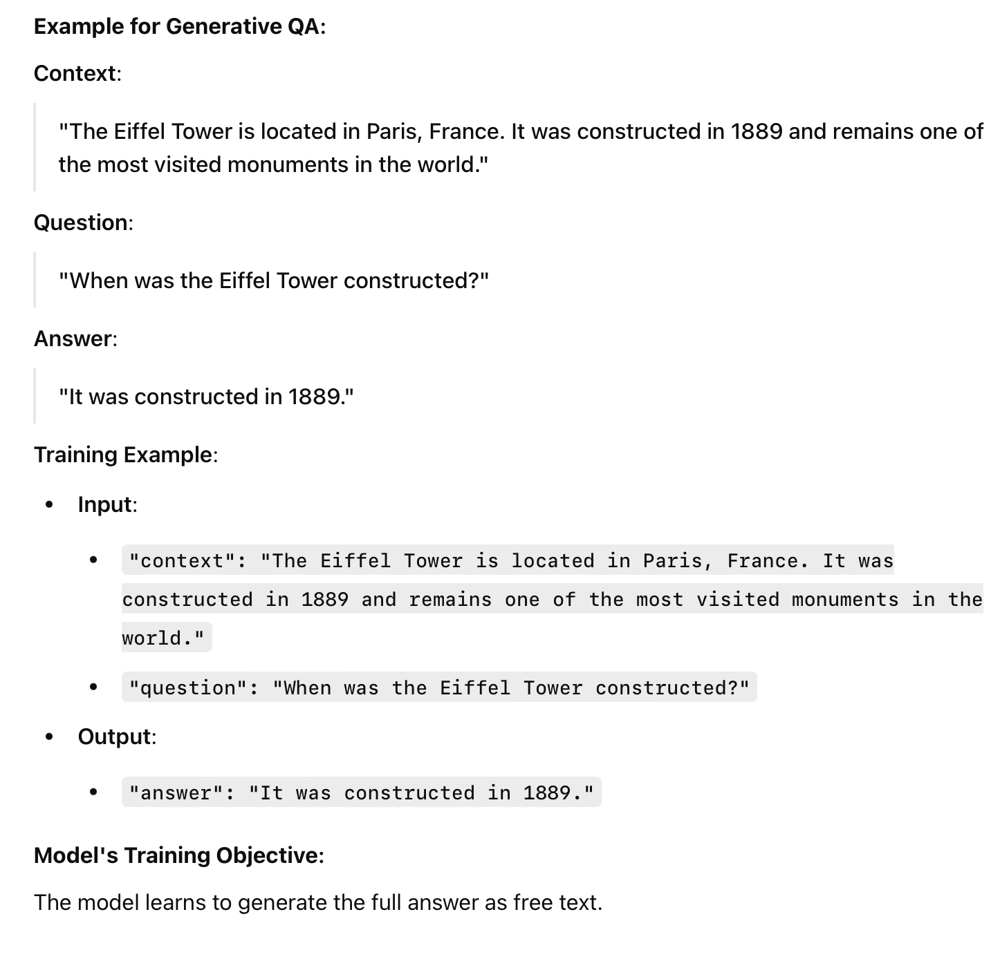 Example for Generative QA:
Context:
"The Eiffel Tower is located in Paris, France. It was constructed in 1889 and remains one of
the most visited monuments in the world."
Question:
"When was the Eiffel Tower constructed?"
Answer:
"It was constructed in 1889."
Training Example:
• Input:
• "context": "The Eiffel Tower is located in Paris, France. It was
constructed in 1889 and remains one of the most visited monuments in the
world."
• "question": "When was the Eiffel Tower constructed?"
• Output:
• "answer": "It was constructed in 1889."
Model's Training Objective:
The model learns to generate the full answer as free text.